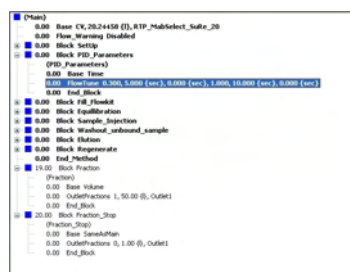 (Main)
0.00 Base CV, 20.24458 {l}, RTP_MabSelect_SuRe_20
0.00 Flow_Warning Disabled
0.00 Block SetUp
0.00 Block PID_Parameters
(PID_Parameters)
0.00 Base Time
0.00 FlowTune 0.300, 5.000 {sec}, 0.000 {sec}, 1.000, 10.000 {sec}, 0.000 {sec}
0.00 End_Block
0.00 Block Fill_Flowkit
0.00 Block Equilibration
0.00 Block Sample_Injection
0.00 Block Washout_unbound_sample
0.00 Block Elution
0.00 Block Regenerate
0.00 End_Method
19.00 Block Fraction
(Fraction)
0.00 Base Volume
0.00 OutletFractions 1, 50.00 {l}, Outlet1
0.00 End_Block
20.00 Block Fraction_Stop
(Fraction_Stop)
0.00 Base SameAsMain
0.00 OutletFractions 0, 1.00 {l}, Outlet1
0.00 End_Block